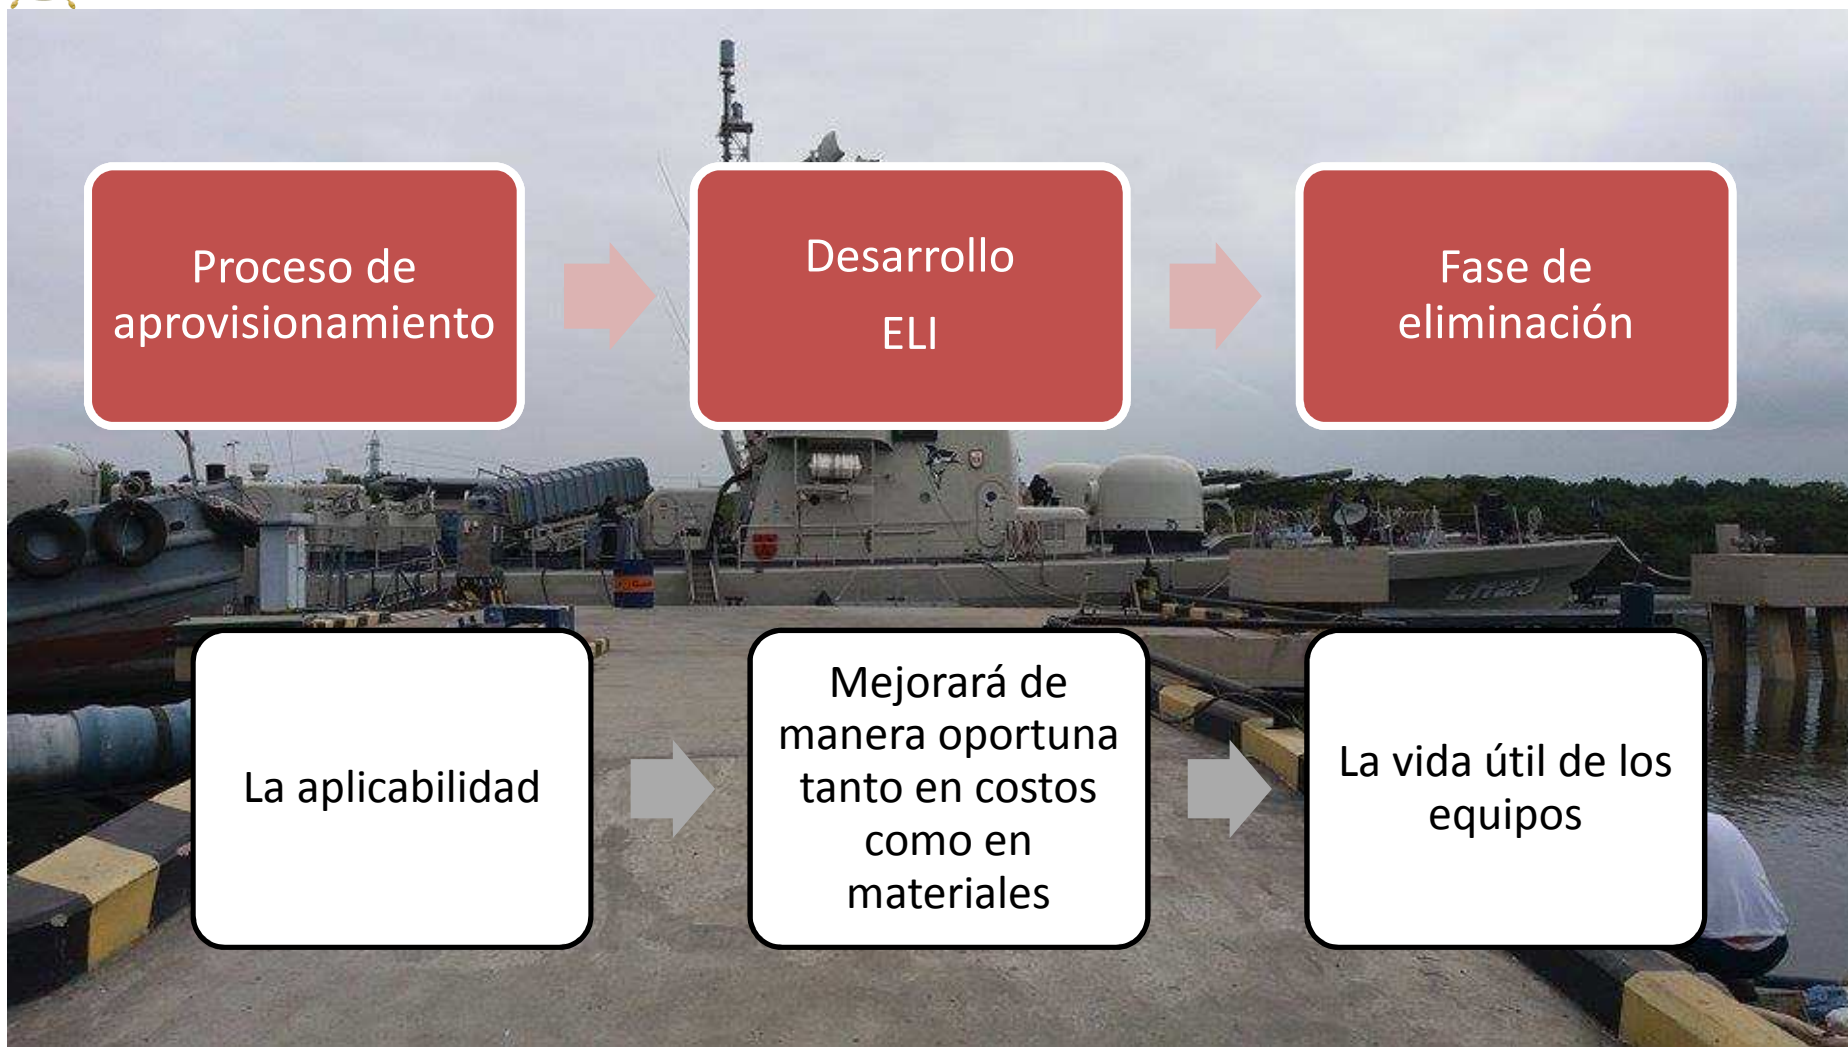 Proceso de
aprovisionamiento
Desarrollo
ELI
Fase de
eliminación
La aplicabilidad
Mejorará de
manera oportuna
tanto en costos
como en
materiales
La vida útil de los
equipos